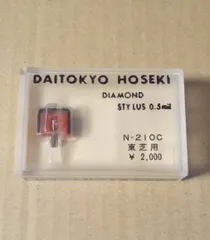 DAITOKYO HOSEKI
DIAMOND
STYLUS 0.5mil
N-210C
東芝用
¥ 2,000